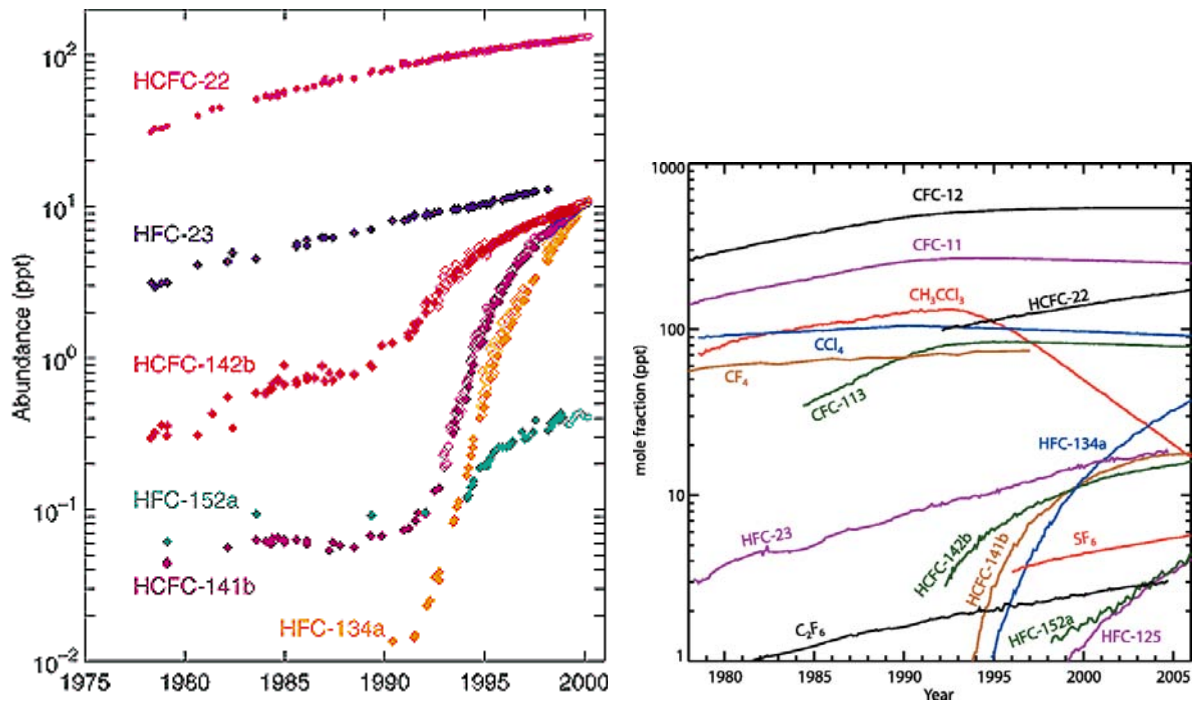 10²
HCFC-22
10¹
HFC-23
Abundance (ppt)
10⁰
HCFC-142b
HFC-152a
10⁻¹
HCFC-141b
HFC-134a
10⁻²
1975 1980 1985 1990 1995 2000
1000
CFC-12
CFC-11
CH₃CCl₃
HCFC-22
100
CCl₄
CF₄
CFC-113
mole fraction (ppt)
HFC-134a
10
HFC-23
HCFC-142b
HCFC-141b
SF₆
C₂F₆
HFC-152a
HFC-125
1
1980 1985 1990 1995 2000 2005
Year